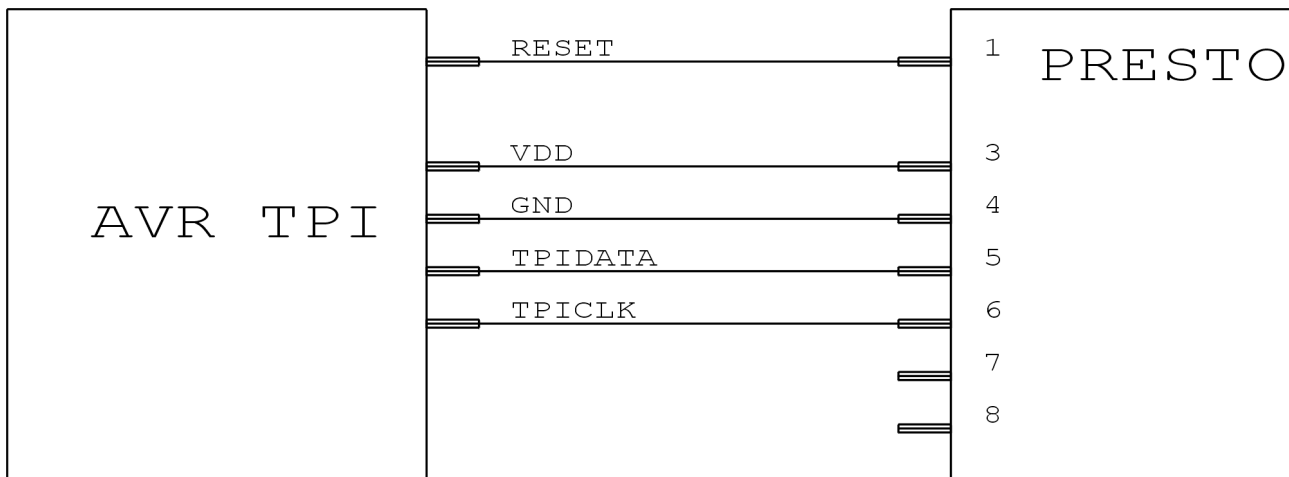 RESET 1 PRESTO
VDD 3
AVR TPI GND 4
TPIDATA 5
TPICLK 6
7
8